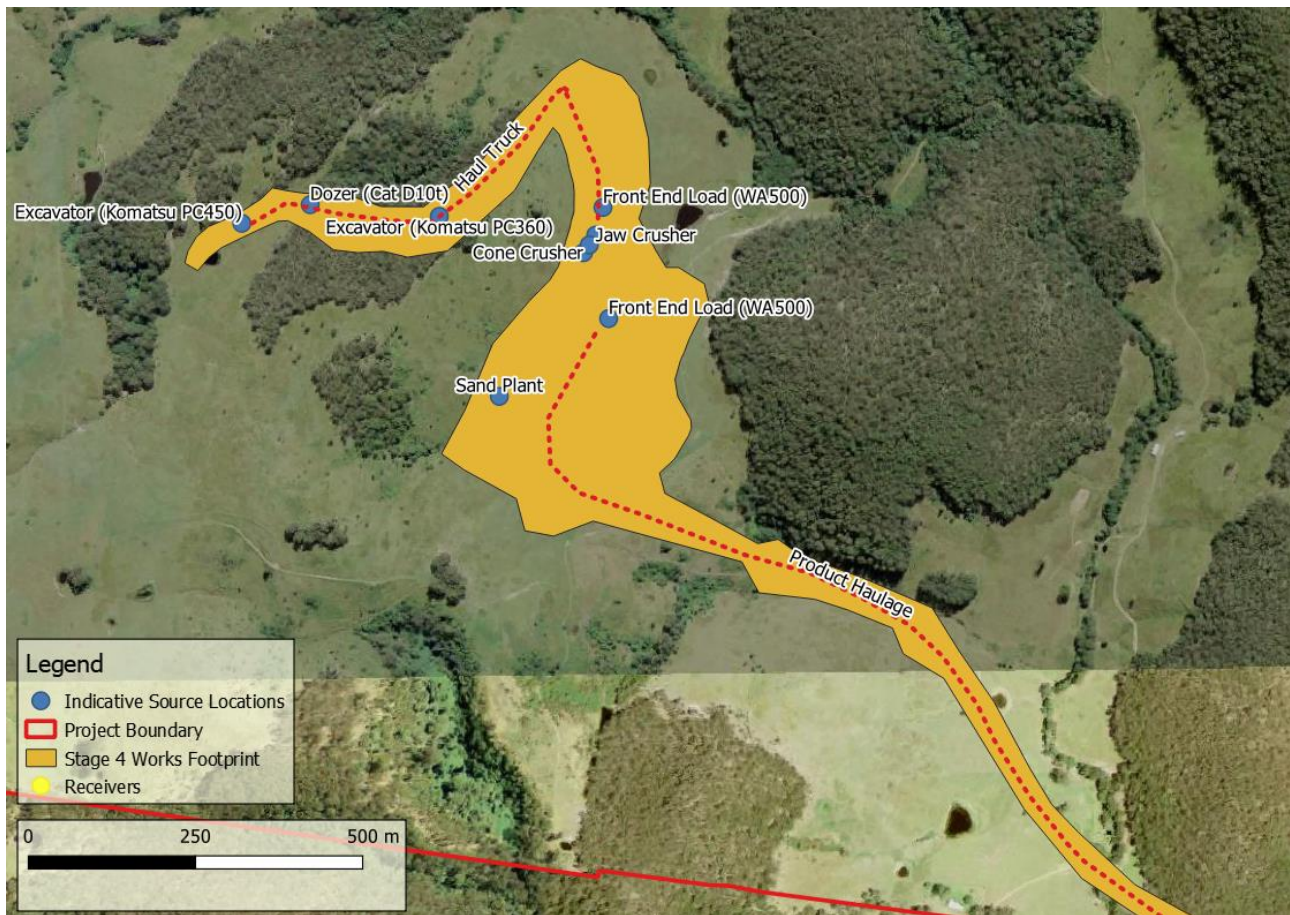 Haul Truck
Dozer (Cat D10t)
Front End Load (WA500)
Excavator (Komatsu PC450)
Excavator (Komatsu PC360)
Jaw Crusher
Cone Crusher
Front End Load (WA500)
Sand Plant
Product Haulage
Legend
Indicative Source Locations
Project Boundary
Stage 4 Works Footprint
Receivers
0 250 500 m